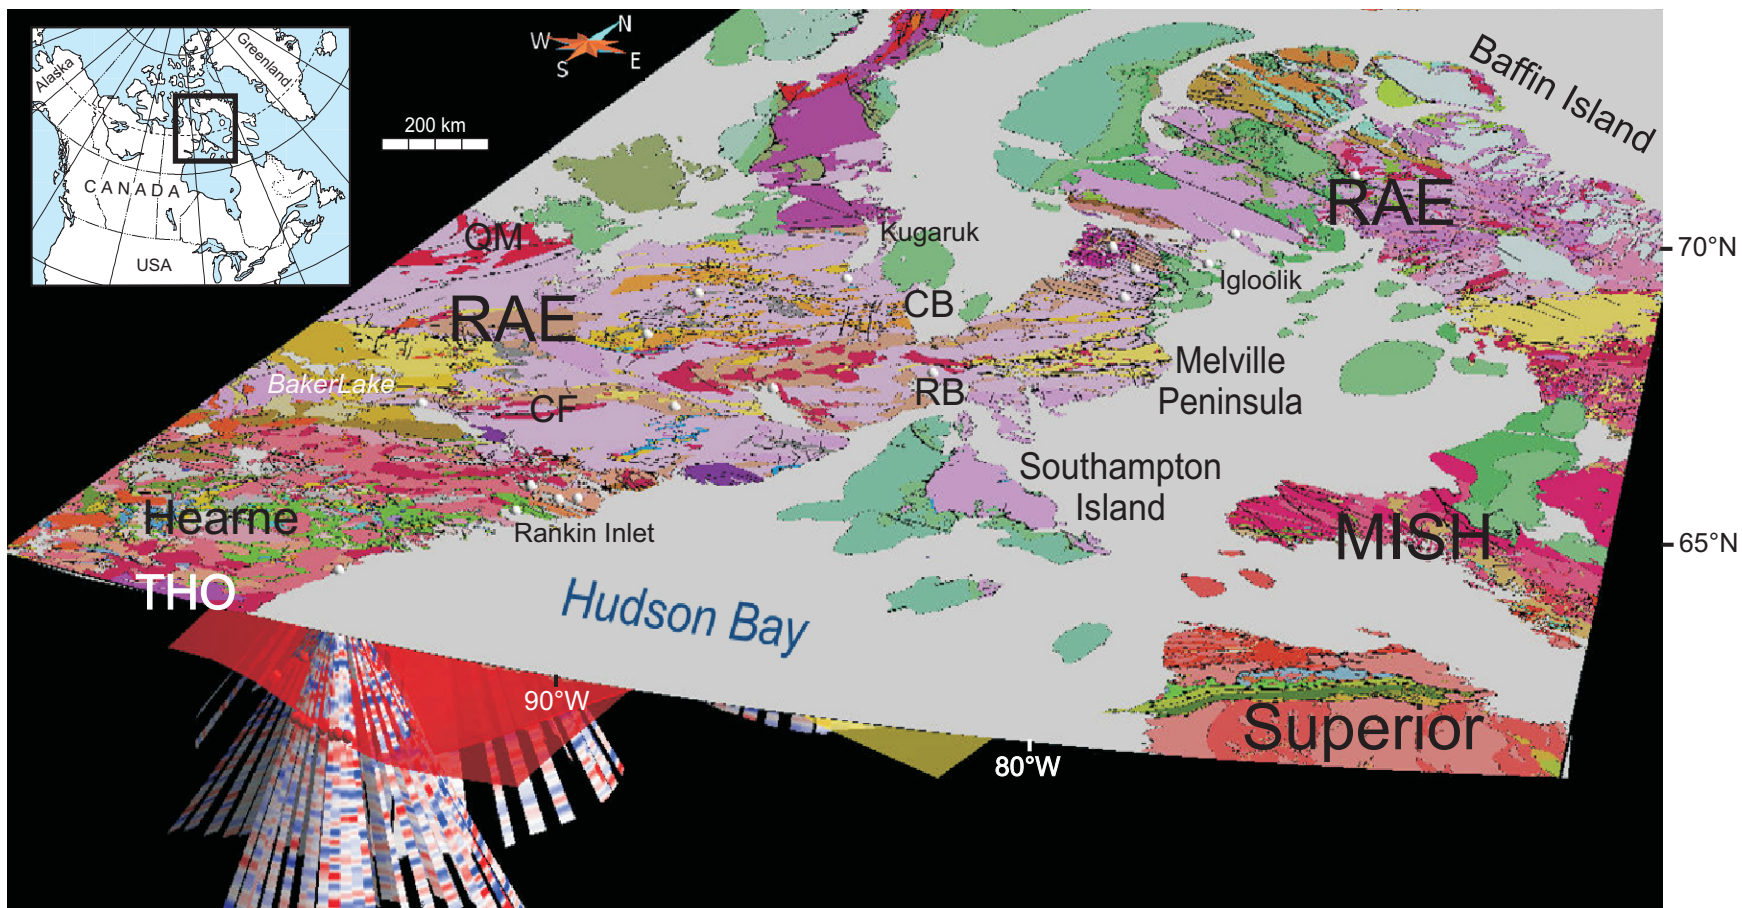 N
W
E
S
Greenland
Alaska
CANADA
USA
200 km
Baffin Island
RAE
QM
Kugaruk
70°N
Igloolik
RAE
CB
BakerLake
Melville
Peninsula
CF
RB
Southampton
Island
Hearne
Rankin Inlet
MISH
65°N
THO
Hudson Bay
90°W
Superior
80°W